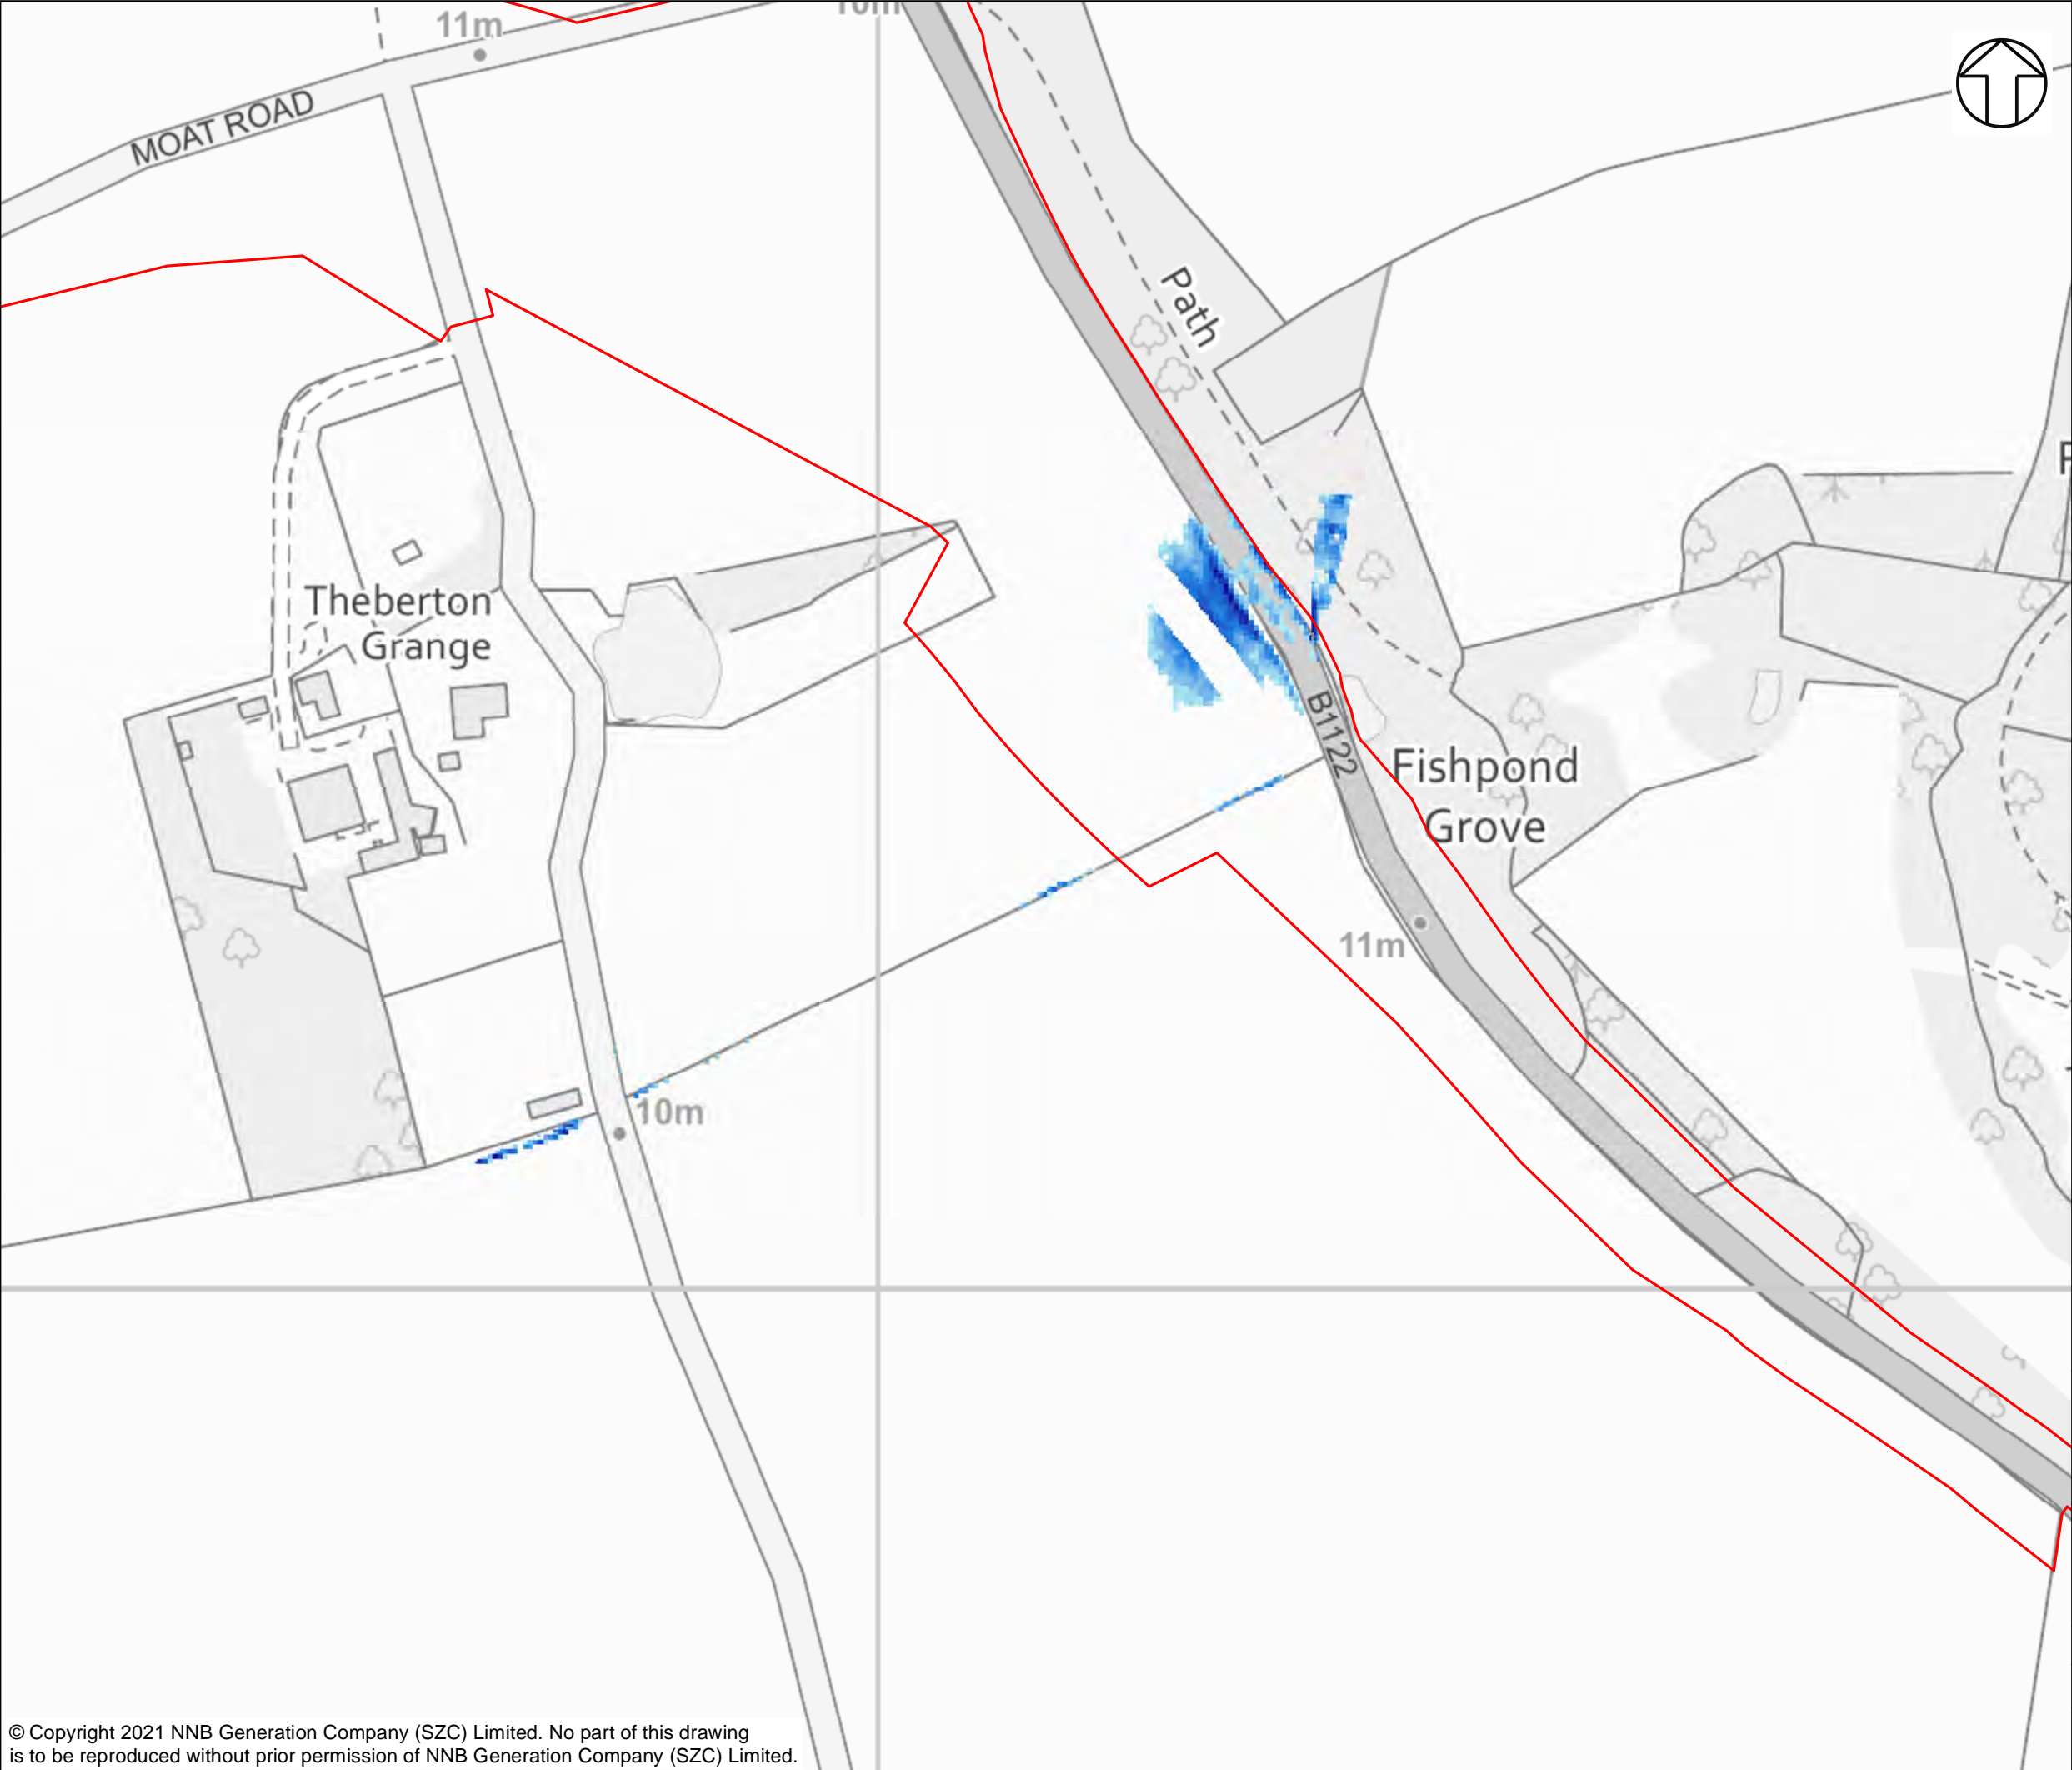 11m
10m
MOAT ROAD
Path
Theberton
Grange
B1122
Fishpond
Grove
11m
10m
© Copyright 2021 NNB Generation Company (SZC) Limited. No part of this drawing
is to be reproduced without prior permission of NNB Generation Company (SZC) Limited.